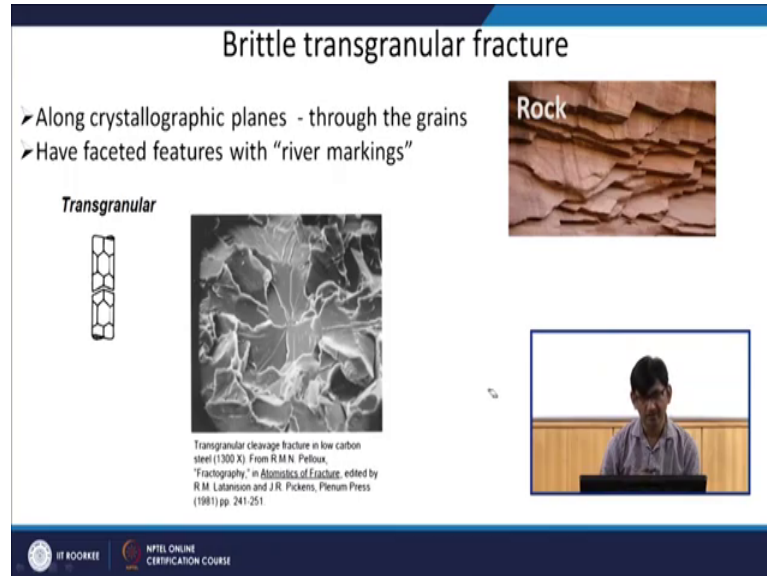 Brittle transgranular fracture
➢Along crystallographic planes - through the grains
➢Have faceted features with “river markings”
Rock
Transgranular
Transgranular cleavage fracture in low carbon
steel (1300 X). From R.M.N. Pelloux,
"Fractography," in Atomistics of Fracture, edited by
R.M. Latanision and J.R. Pickens, Plenum Press
(1981) pp. 241-251.
IIT ROORKEE
NPTEL ONLINE
CERTIFICATION COURSE